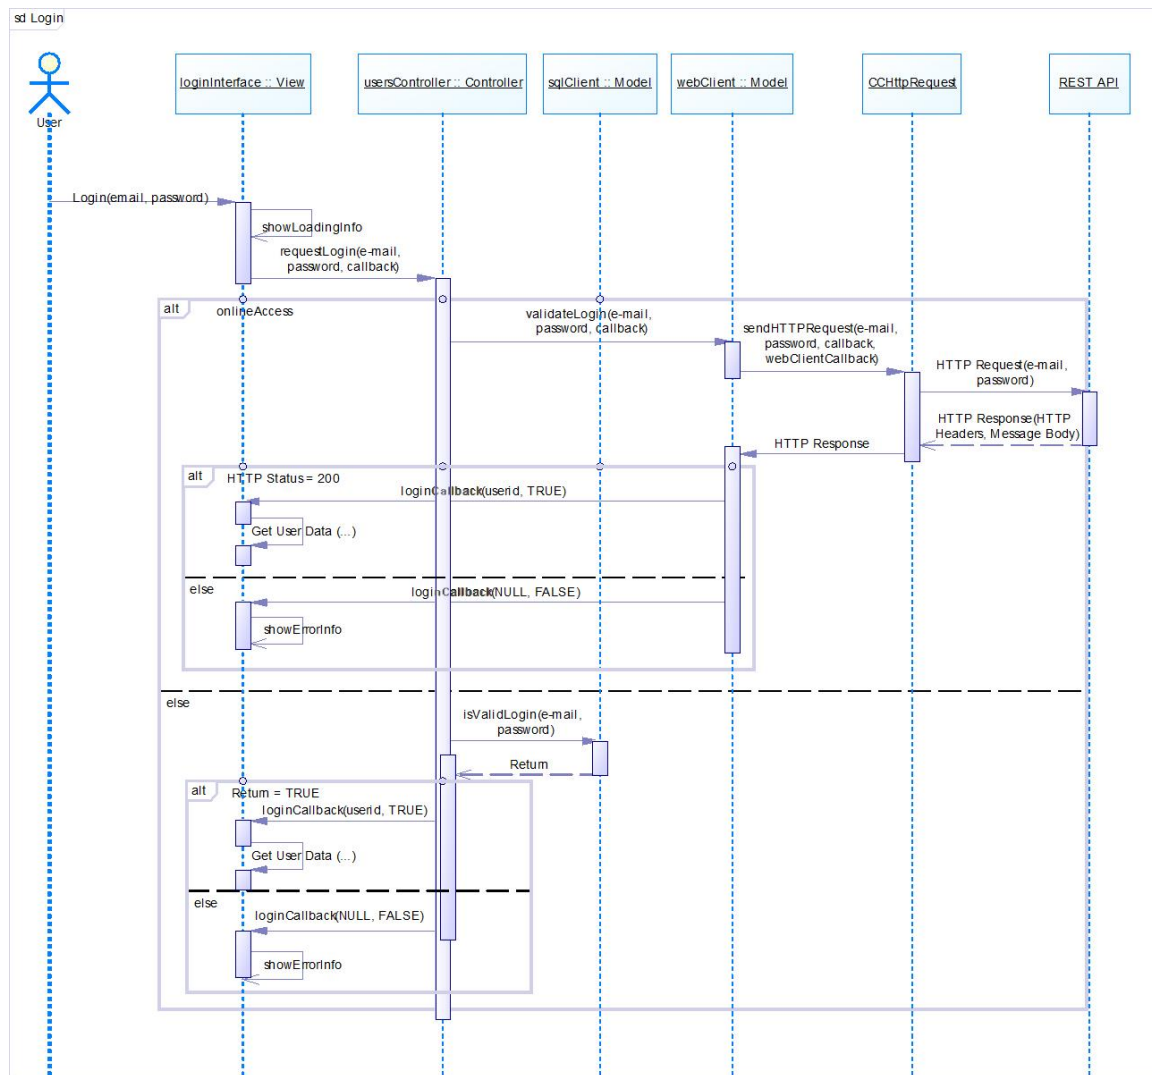 sd Login
User
loginInterface :: View
usersController :: Controller
sqlClient :: Model
webClient :: Model
CCHttpRequest
REST API
Login(email, password)
showLoadingInfo
requestLogin(e-mail,
password, callback)
alt
onlineAccess
validateLogin(e-mail,
password, callback)
sendHTTPRequest(e-mail,
password, callback,
webClientCallback)
HTTP Request(e-mail,
password)
HTTP Response(HTTP
Headers, Message Body)
HTTP Response
alt
HTTP Status = 200
loginCallback(userid, TRUE)
Get User Data (...)
else
loginCallback(NULL, FALSE)
showErrorInfo
else
isValidLogin(e-mail,
password)
Return
alt
Return = TRUE
loginCallback(userid, TRUE)
Get User Data (...)
else
loginCallback(NULL, FALSE)
showErrorInfo